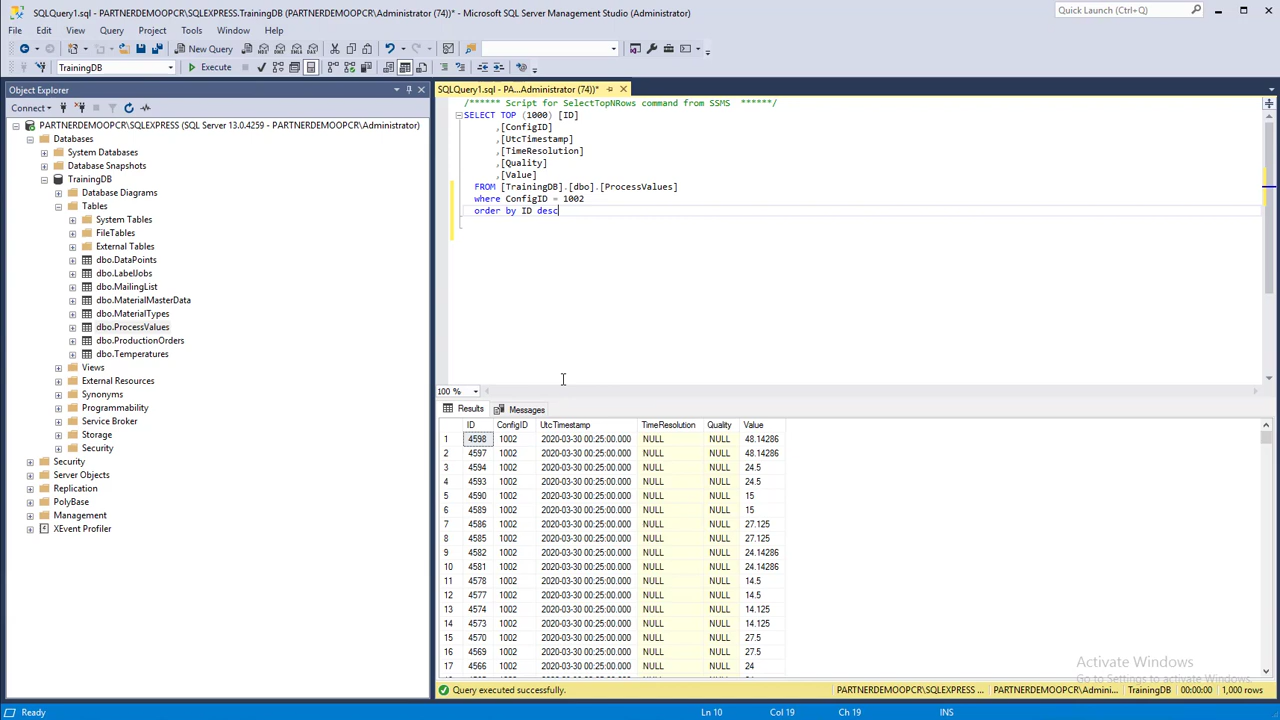 SQLQuery1.sql - PARTNERDEMOOPCR\SQLEXPRESS.TrainingDB (PARTNERDEMOOPCR\Administrator (74))* - Microsoft SQL Server Management Studio (Administrator)
Quick Launch (Ctrl+Q)
File Edit View Query Project Tools Window Help
New Query
TrainingDB Execute
Object Explorer
Connect
PARTNERDEMOOPCR\SQLEXPRESS (SQL Server 13.0.4259 - PARTNERDEMOOPCR\Administrator)
Databases
System Databases
Database Snapshots
TrainingDB
Database Diagrams
Tables
System Tables
FileTables
External Tables
dbo.DataPoints
dbo.LabelJobs
dbo.MailingList
dbo.MaterialMasterData
dbo.MaterialTypes
dbo.ProcessValues
dbo.ProductionOrders
dbo.Temperatures
Views
External Resources
Synonyms
Programmability
Service Broker
Storage
Security
Security
Server Objects
Replication
PolyBase
Management
XEvent Profiler
SQLQuery1.sql - PA...Administrator (74))*
/****** Script for SelectTopNRows command from SSMS ******/
SELECT TOP (1000) [ID]
,[ConfigID]
,[UtcTimestamp]
,[TimeResolution]
,[Quality]
,[Value]
FROM [TrainingDB].[dbo].[ProcessValues]
where ConfigID = 1002
order by ID desc
100 %
Results Messages
ID ConfigID UtcTimestamp TimeResolution Quality Value
1 4598 1002 2020-03-30 00:25:00.000 NULL NULL 48.14286
2 4597 1002 2020-03-30 00:25:00.000 NULL NULL 48.14286
3 4594 1002 2020-03-30 00:25:00.000 NULL NULL 24.5
4 4593 1002 2020-03-30 00:25:00.000 NULL NULL 24.5
5 4590 1002 2020-03-30 00:25:00.000 NULL NULL 15
6 4589 1002 2020-03-30 00:25:00.000 NULL NULL 15
7 4586 1002 2020-03-30 00:25:00.000 NULL NULL 27.125
8 4585 1002 2020-03-30 00:25:00.000 NULL NULL 27.125
9 4582 1002 2020-03-30 00:25:00.000 NULL NULL 24.14286
10 4581 1002 2020-03-30 00:25:00.000 NULL NULL 24.14286
11 4578 1002 2020-03-30 00:25:00.000 NULL NULL 14.5
12 4577 1002 2020-03-30 00:25:00.000 NULL NULL 14.5
13 4574 1002 2020-03-30 00:25:00.000 NULL NULL 14.125
14 4573 1002 2020-03-30 00:25:00.000 NULL NULL 14.125
15 4570 1002 2020-03-30 00:25:00.000 NULL NULL 27.5
16 4569 1002 2020-03-30 00:25:00.000 NULL NULL 27.5
17 4566 1002 2020-03-30 00:25:00.000 NULL NULL 24
Activate Windows
Go to Settings to activate Windows.
Query executed successfully. PARTNERDEMOOPCR\SQLEXPRESS ... PARTNERDEMOOPCR\Admini... TrainingDB 00:00:00 1,000 rows
Ready Ln 10 Col 19 Ch 19 INS